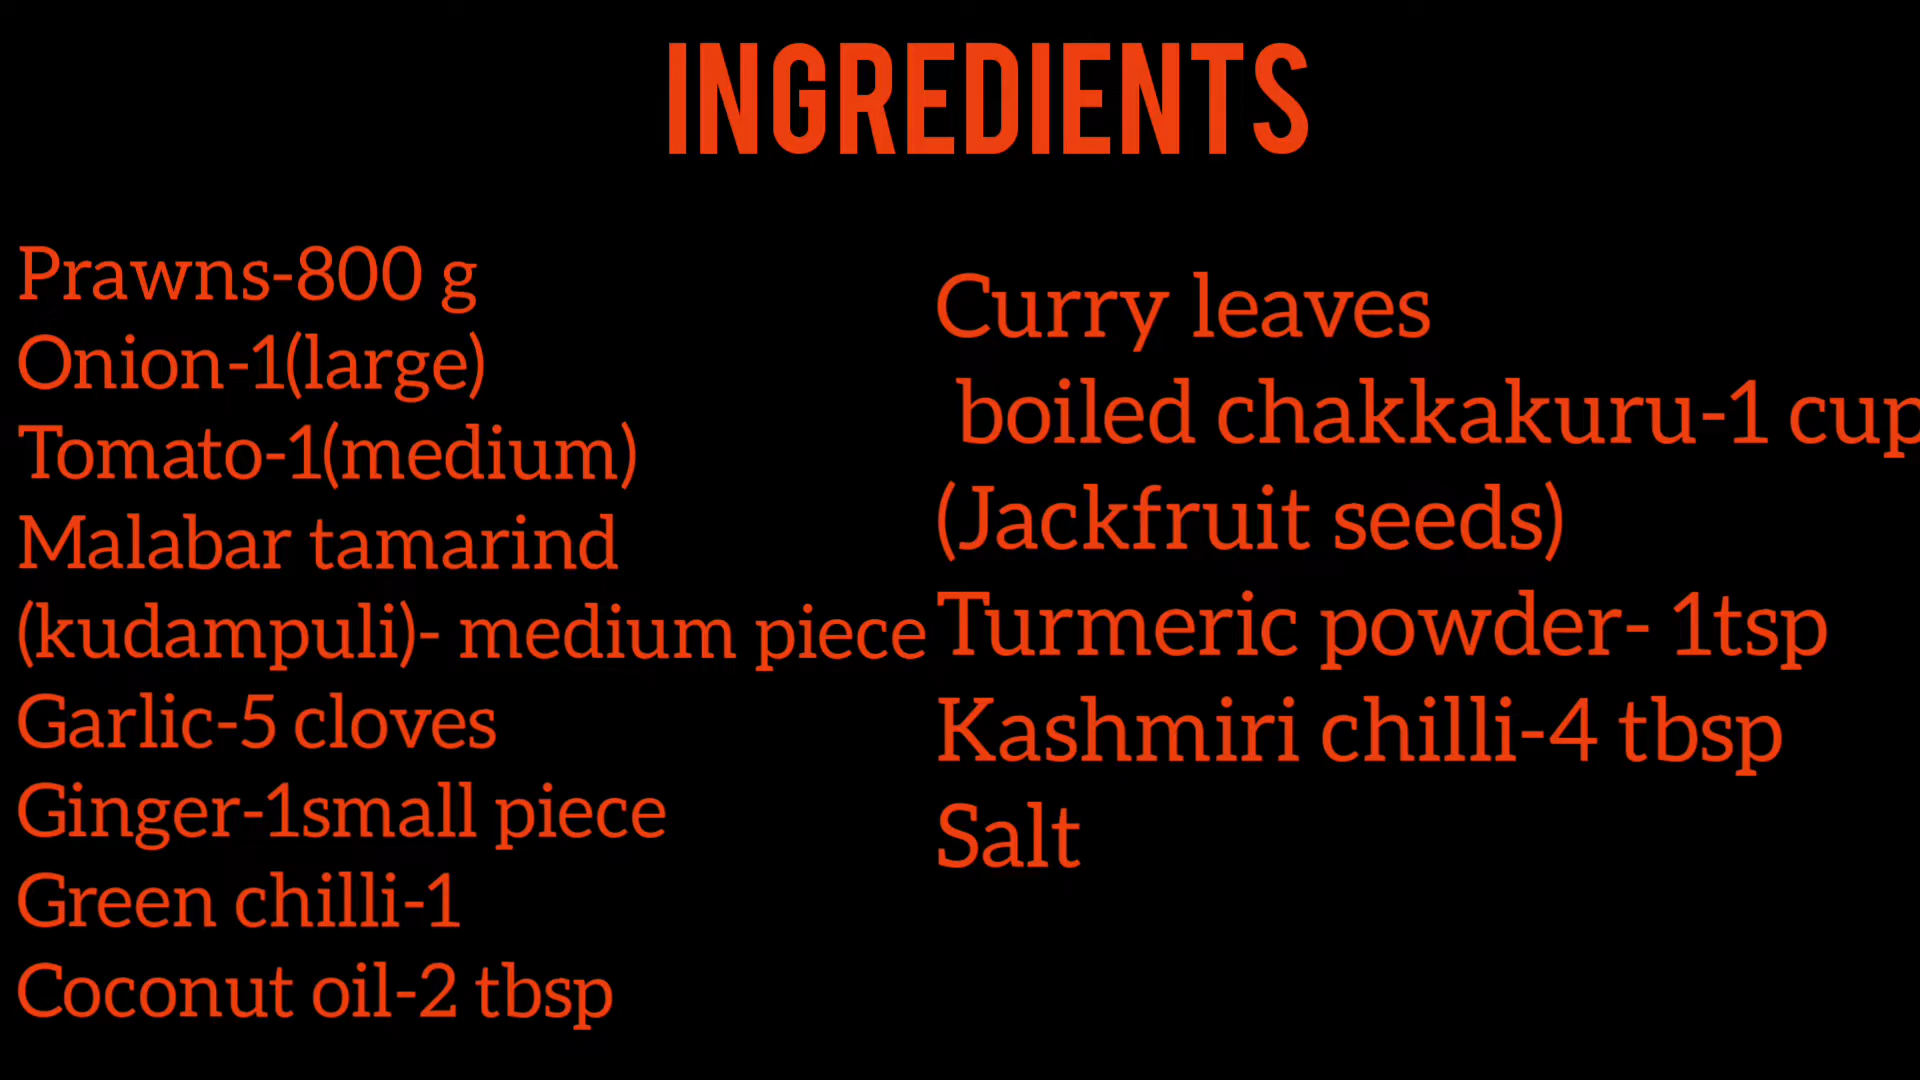 INGREDIENTS
Prawns-800 g
Onion-1(large)
Tomato-1(medium)
Malabar tamarind
(kudampuli)- medium piece
Garlic-5 cloves
Ginger-1small piece
Green chilli-1
Coconut oil-2 tbsp
Curry leaves
boiled chakkakuru-1 cup
(Jackfruit seeds)
Turmeric powder- 1tsp
Kashmiri chilli-4 tbsp
Salt